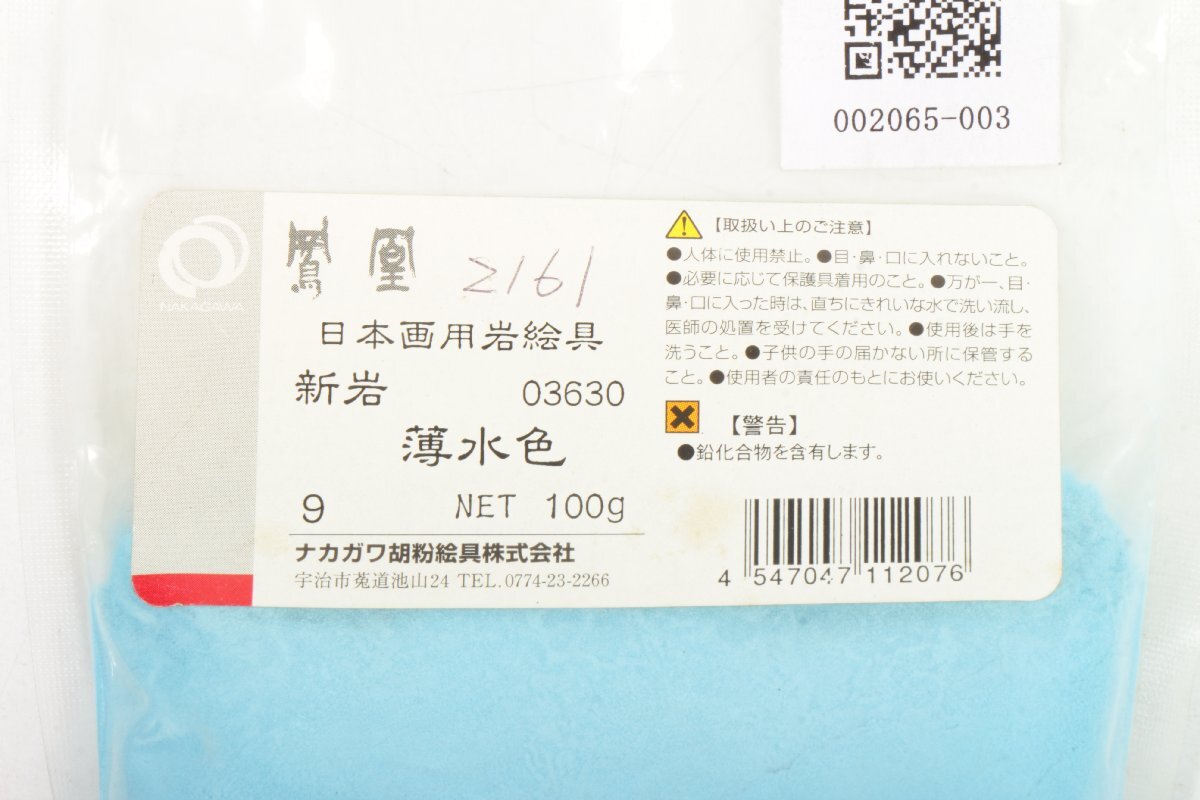 002065-003
NAKAGAWA
鳳凰 2161
日本画用岩絵具
新岩 03630
薄水色
9 NET 100g
ナカガワ胡粉絵具株式会社
宇治市菟道池山24 TEL.0774-23-2266
【取扱い上のご注意】
●人体に使用禁止。●目・鼻・口に入れないこと。
●必要に応じて保護具着用のこと。●万が一、目・
鼻・口に入った時は、直ちにきれいな水で洗い流し、
医師の処置を受けてください。●使用後は手を
洗うこと。●子供の手の届かない所に保管する
こと。●使用者の責任のもとにお使いください。
【警告】
●鉛化合物を含有します。
4 547047 112076